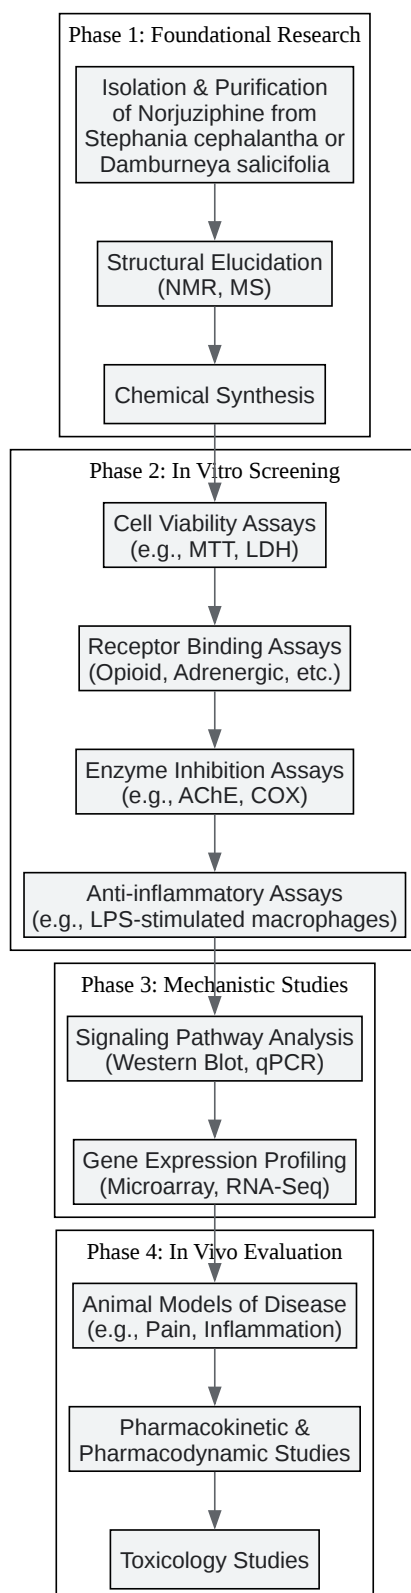 Phase 1: Foundational Research
Isolation & Purification
of Norjuziphine from
Stephania cephalantha or
Damburneya salicifolia
Structural Elucidation
(NMR, MS)
Chemical Synthesis
Phase 2: In Vitro Screening
Cell Viability Assays
(e.g., MTT, LDH)
Receptor Binding Assays
(Opioid, Adrenergic, etc.)
Enzyme Inhibition Assays
(e.g., AChE, COX)
Anti-inflammatory Assays
(e.g., LPS-stimulated macrophages)
Phase 3: Mechanistic Studies
Signaling Pathway Analysis
(Western Blot, qPCR)
Gene Expression Profiling
(Microarray, RNA-Seq)
Phase 4: In Vivo Evaluation
Animal Models of Disease
(e.g., Pain, Inflammation)
Pharmacokinetic &
Pharmacodynamic Studies
Toxicology Studies